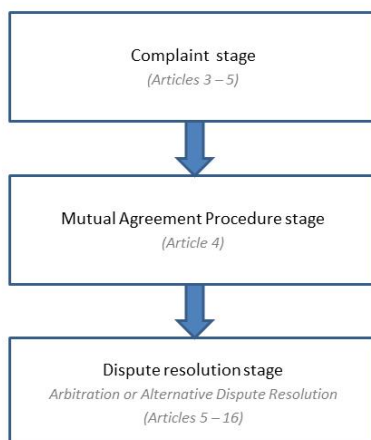 Complaint stage
(Articles 3 – 5)
Mutual Agreement Procedure stage
(Article 4)
Dispute resolution stage
Arbitration or Alternative Dispute Resolution
(Articles 5 – 16)